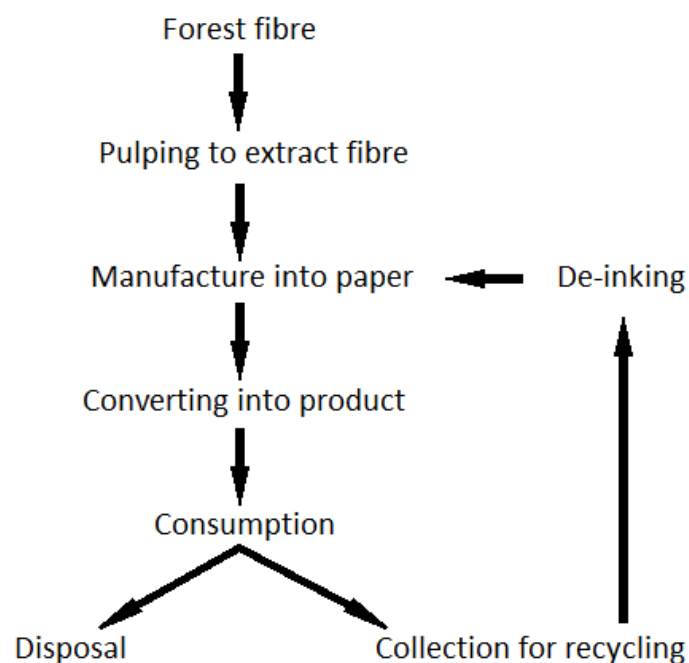 Forest fibre
Pulping to extract fibre
Manufacture into paper
De-inking
Converting into product
Consumption
Disposal
Collection for recycling